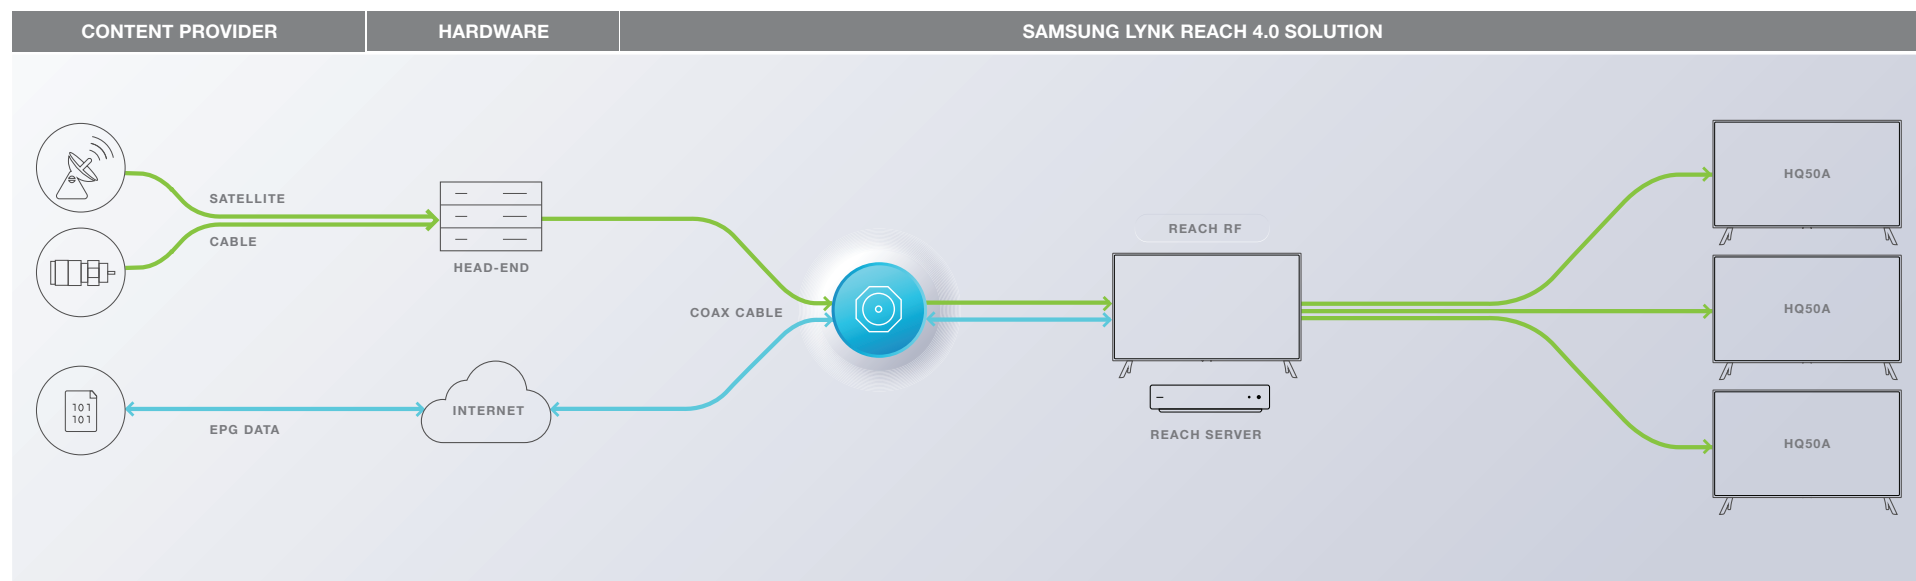 CONTENT PROVIDER
HARDWARE
SAMSUNG LYNK REACH 4.0 SOLUTION
SATELLITE
CABLE
HEAD-END
COAX CABLE
101
101
EPG DATA
INTERNET
REACH RF
REACH SERVER
HQ50A
HQ50A
HQ50A